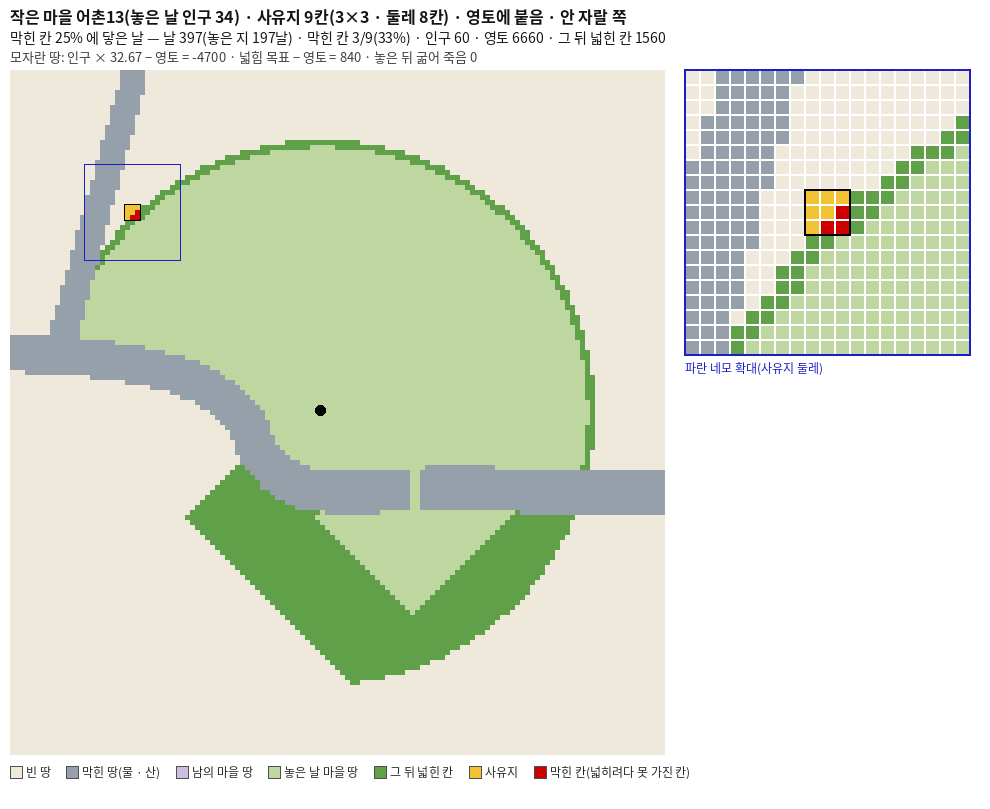 작은 마을 어촌13(놓은 날 인구 34) · 사유지 9칸(3×3 · 둘레 8칸) · 영토에 붙음 · 안 자랄 쪽
막힌 칸 25% 에 닿은 날 — 날 397(놓은 지 197날) · 막힌 칸 3/9(33%) · 인구 60 · 영토 6660 · 그 뒤 넓힌 칸 1560
모자란 땅: 인구 × 32.67 − 영토 = -4700 · 넓힘 목표 − 영토 = 840 · 놓은 뒤 굶어 죽음 0
파란 네모 확대(사유지 둘레)
빈 땅 막힌 땅(물 · 산) 남의 마을 땅 놓은 날 마을 땅 그 뒤 넓힌 칸 사유지 막힌 칸(넓히려다 못 가진 칸)